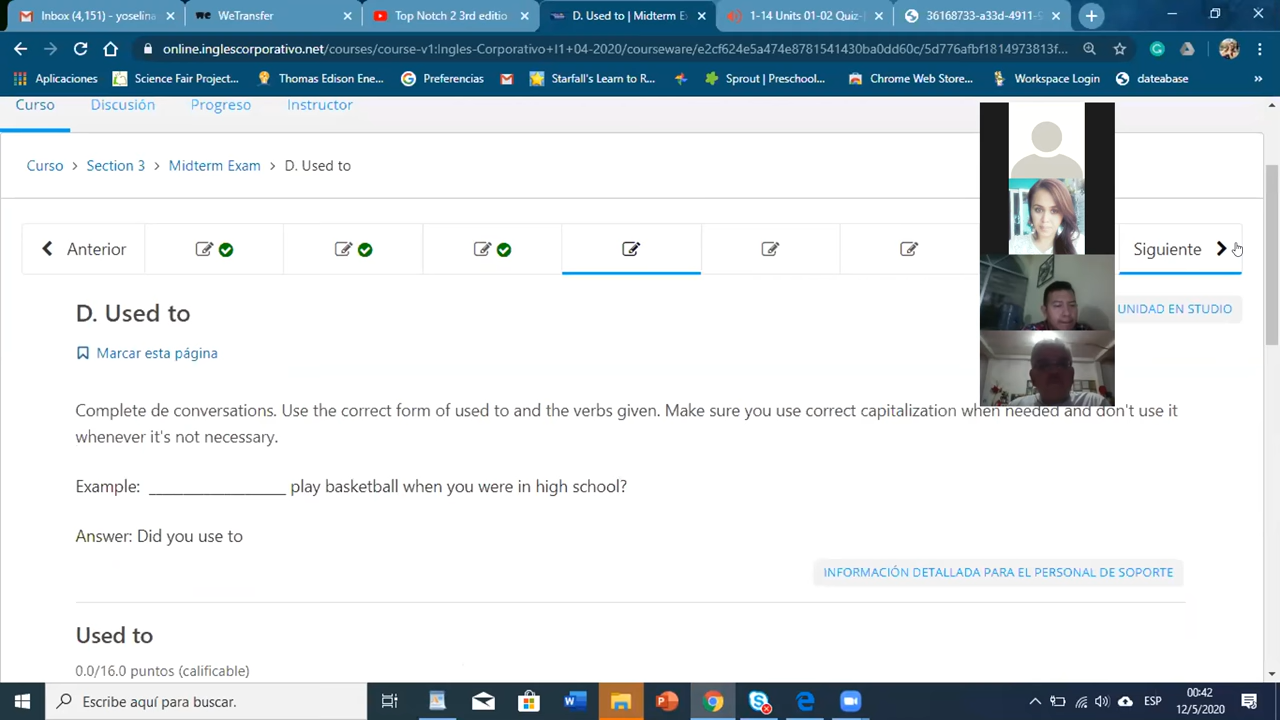 Inbox (4,151) - yoselina
WeTransfer
Top Notch 2 3rd editio
D. Used to | Midterm E
1-14 Units 01-02 Quiz-
36168733-a33d-4911-9
online.inglescorporativo.net/courses/course-v1:Ingles-Corporativo+I1+04-2020/courseware/e2cf624e5a474e8781541430ba0dd60c/5d776afbf1814973813f...
Aplicaciones
Science Fair Project...
Thomas Edison Ene...
Preferencias
Starfall's Learn to R...
Sprout | Preschool...
Chrome Web Store...
Workspace Login
dateabase
»
Curso
Discusión
Progreso
Instructor
Curso > Section 3 > Midterm Exam > D. Used to
Anterior
Siguiente
D. Used to
UNIDAD EN STUDIO
Marcar esta página
Complete de conversations. Use the correct form of used to and the verbs given. Make sure you use correct capitalization when needed and don't use it
whenever it's not necessary.
Example: __________________ play basketball when you were in high school?
Answer: Did you use to
INFORMACIÓN DETALLADA PARA EL PERSONAL DE SOPORTE
Used to
0.0/16.0 puntos (calificable)
Escribe aquí para buscar.
ESP
00:42
12/5/2020